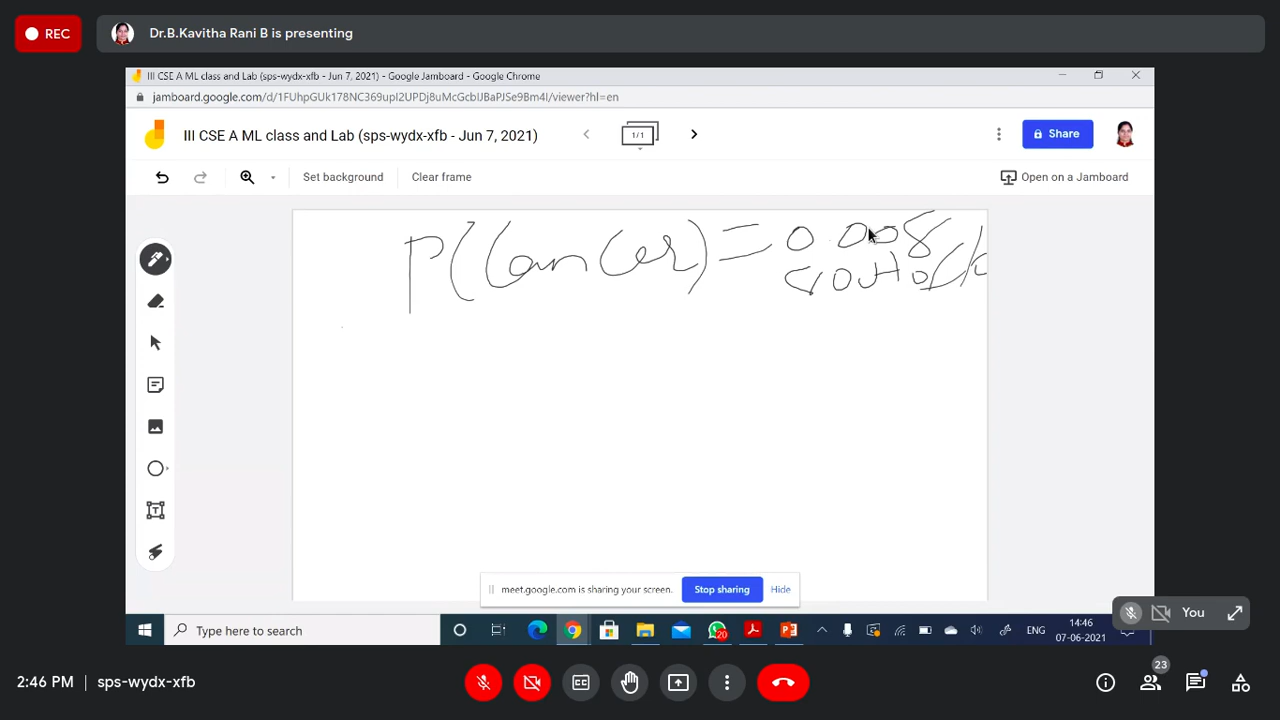 REC
Dr.B.Kavitha Rani B is presenting
III CSE A ML class and Lab (sps-wydx-xfb - Jun 7, 2021) - Google Jamboard - Google Chrome
jamboard.google.com/d/1FUhpGUk178NC369upI2UPDj8uMcGcbIJBaPJSe9Bm4I/viewer?hl=en
III CSE A ML class and Lab (sps-wydx-xfb - Jun 7, 2021)
1/1
Share
Set background
Clear frame
Open on a Jamboard
P(Cancer) = 0.008
meet.google.com is sharing your screen.
Stop sharing
Hide
You
Type here to search
20
ENG
14:46
07-06-2021
2:46 PM | sps-wydx-xfb
23